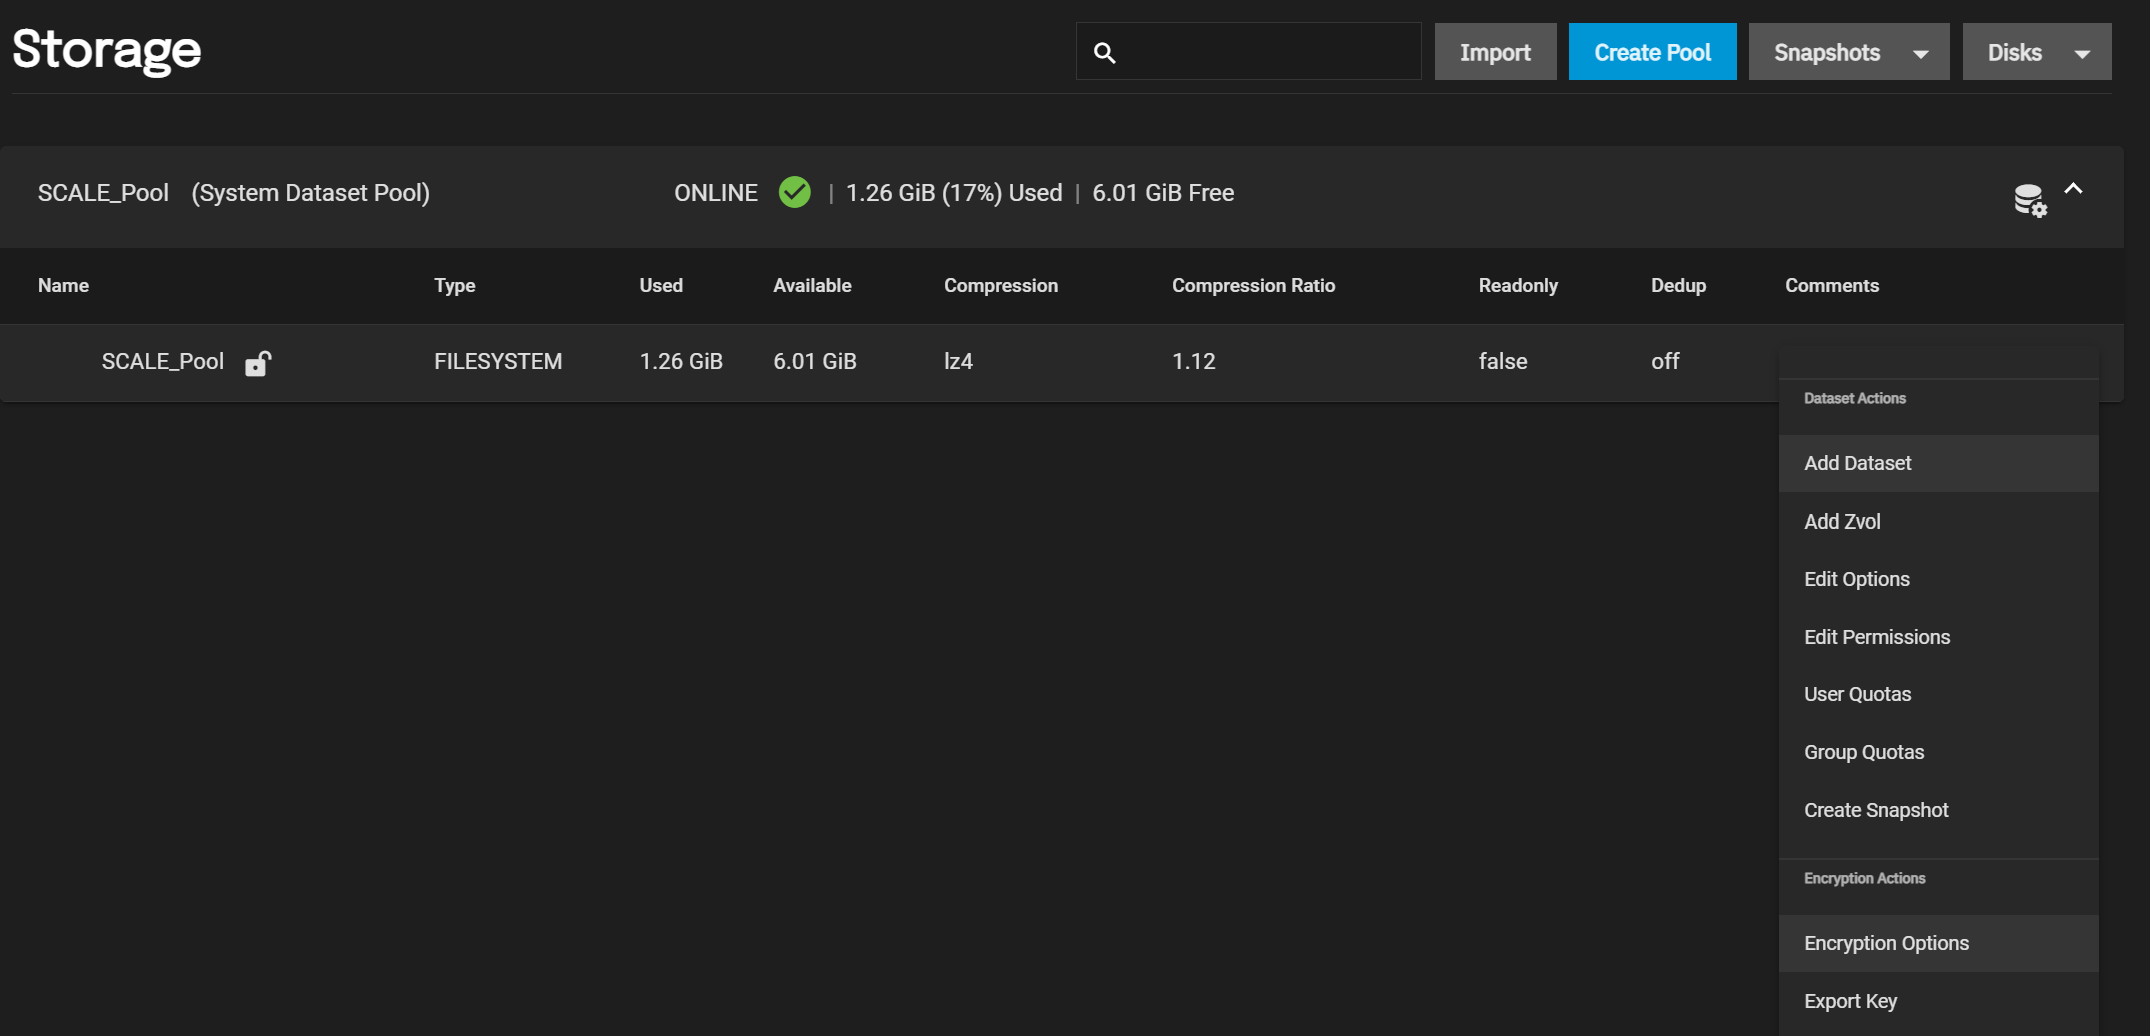 Storage
Import
Create Pool
Snapshots
Disks
SCALE_Pool (System Dataset Pool) ONLINE | 1.26 GiB (17%) Used | 6.01 GiB Free
Name Type Used Available Compression Compression Ratio Readonly Dedup Comments
SCALE_Pool FILESYSTEM 1.26 GiB 6.01 GiB lz4 1.12 false off
Dataset Actions
Add Dataset
Add Zvol
Edit Options
Edit Permissions
User Quotas
Group Quotas
Create Snapshot
Encryption Actions
Encryption Options
Export Key